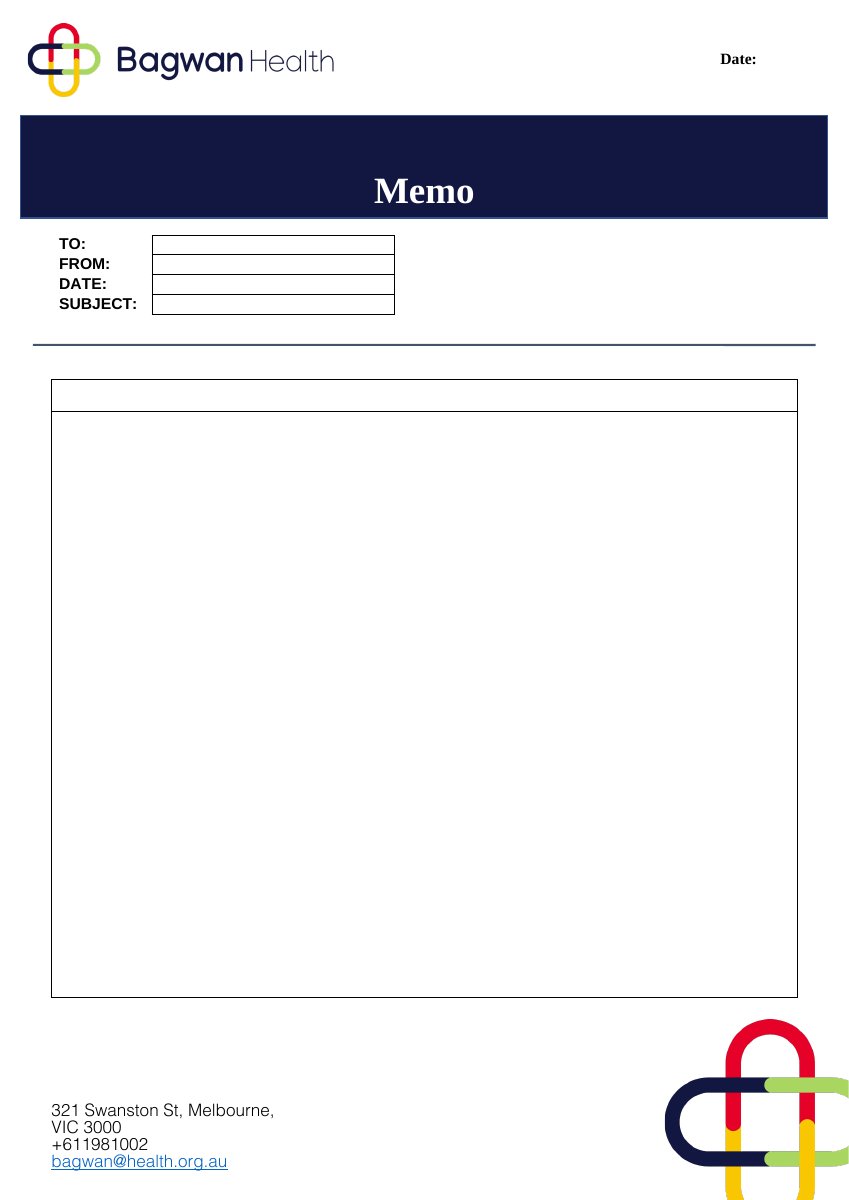 Bagwan Health
Date:
Memo
TO:
FROM:
DATE:
SUBJECT:
321 Swanston St, Melbourne,
VIC 3000
+611981002
bagwan@health.org.au